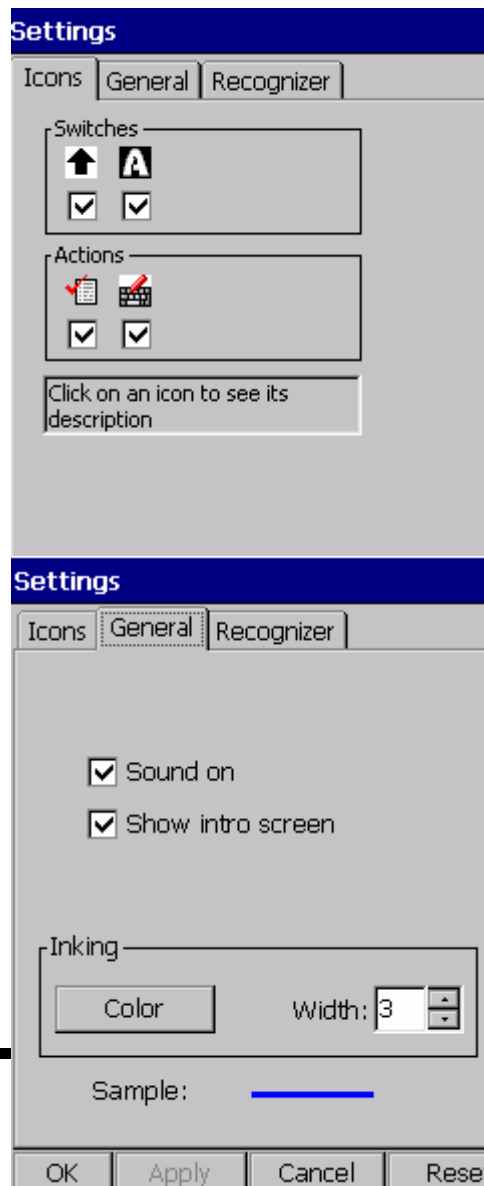 Settings
Icons General Recognizer
Switches
A
Actions
Click on an icon to see its
description
Settings
Icons General Recognizer
Sound on
Show intro screen
Inking
Color Width: 3
Sample:
OK Apply Cancel Rese